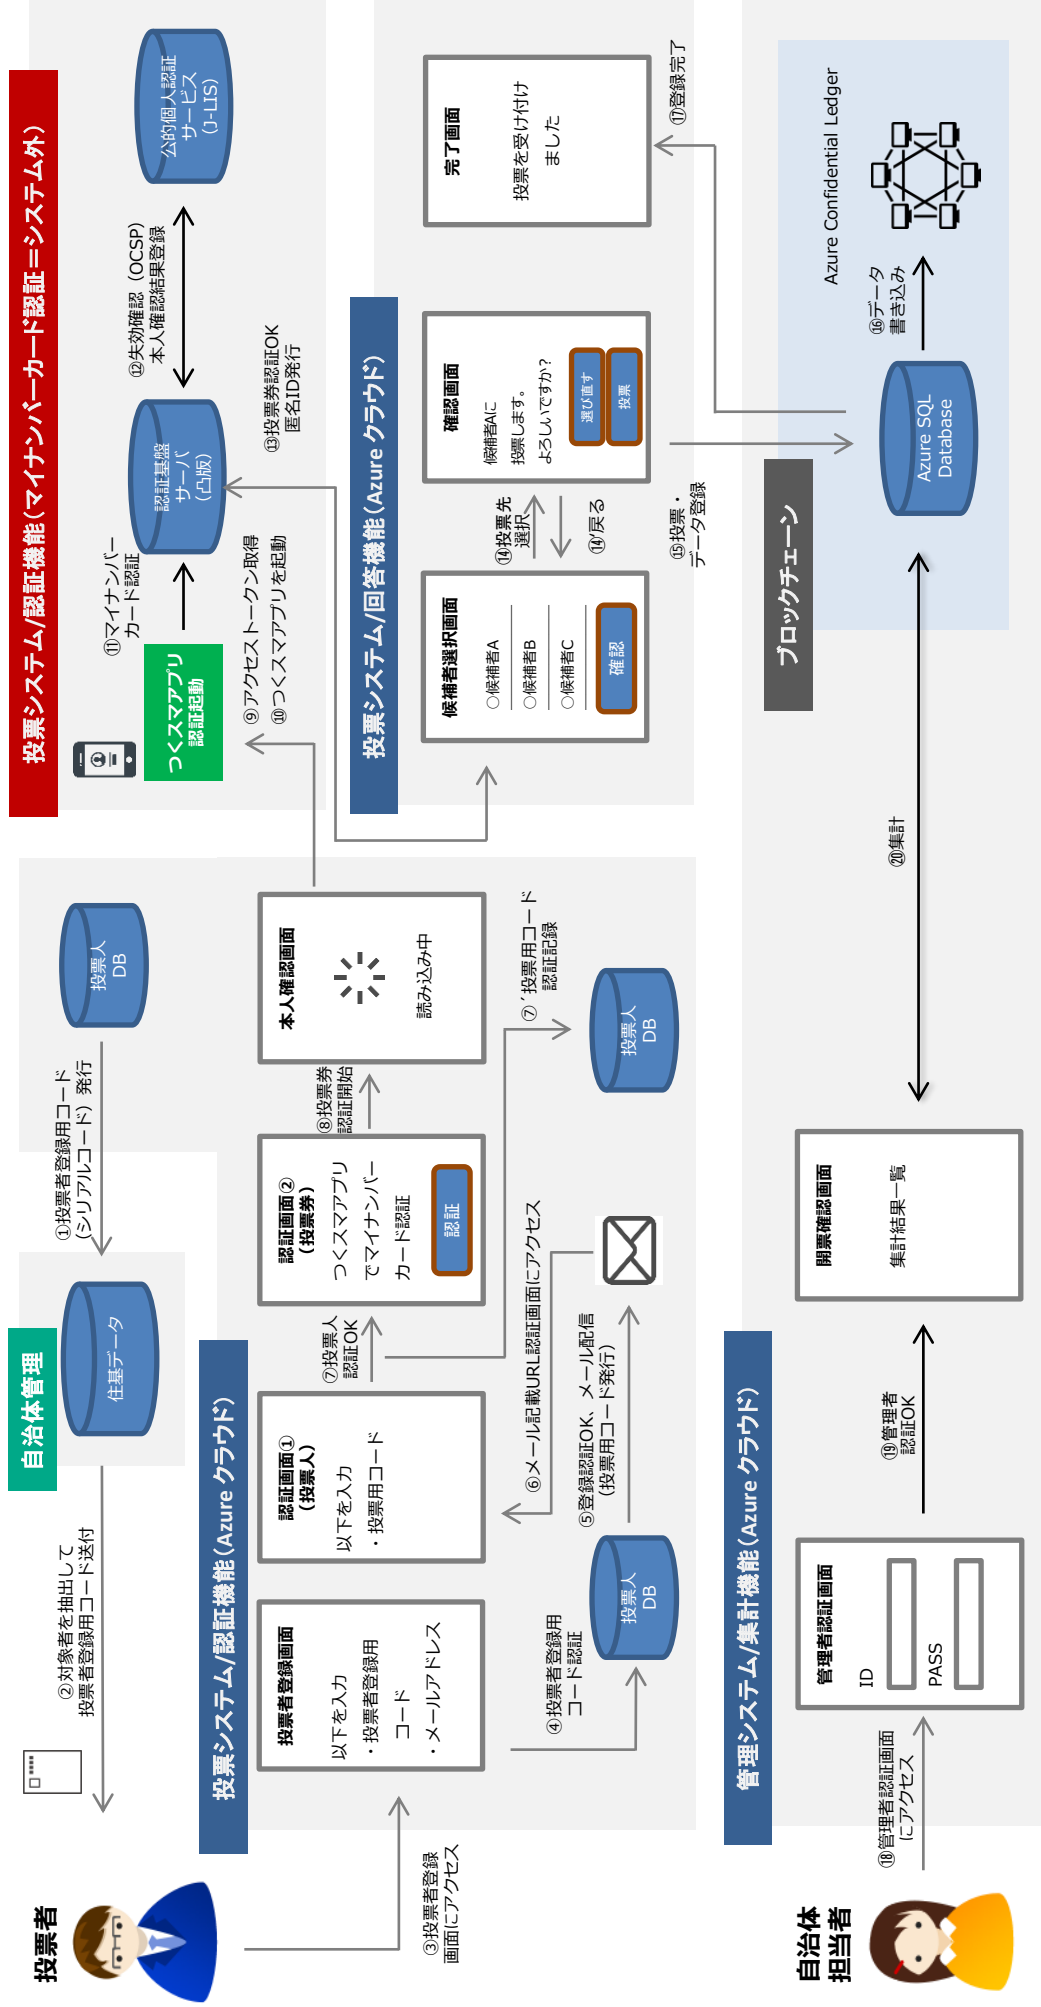 投票者
②対象者を抽出して
投票者登録用コード送付
自治体管理
住基データ
①投票者登録用コード
(シリアルコード)発行
投票人
DB
投票システム/認証機能(マイナンバーカード認証=システム外)
つくスマアプリ
認証起動
⑪マイナンバー
カード認証
認証基盤
サーバ
(凸版)
⑫失効確認(OCSP)
本人確認結果登録
公的個人認証
サービス
(J-LIS)
⑨アクセストークン取得
⑩つくスマアプリを起動
⑬投票券認証OK
匿名ID発行
投票システム/認証機能(Azure クラウド)
③投票者登録
画面にアクセス
投票者登録画面
以下を入力
・投票者登録用
コード
・メールアドレス
④投票者登録用
コード認証
投票人
DB
⑤登録認証OK、メール配信
(投票用コード発行)
⑥メール記載URL認証画面にアクセス
認証画面①
(投票人)
以下を入力
・投票用コード
⑦投票人
認証OK
認証画面②
(投票券)
つくスマアプリ
でマイナンバー
カード認証
認証
⑧投票券
認証開始
本人確認画面
読み込み中
⑦´投票用コード
認証記録
投票人
DB
投票システム/回答機能(Azure クラウド)
候補者選択画面
○候補者A
○候補者B
○候補者C
確認
⑭投票先
選択
⑭'戻る
確認画面
候補者Aに
投票します。
よろしいですか?
選び直す
投票
⑮投票・
データ登録
完了画面
投票を受け付け
ました
⑰登録完了
ブロックチェーン
Azure SQL
Database
⑯データ
書き込み
Azure Confidential Ledger
自治体
担当者
管理システム/集計機能(Azure クラウド)
⑱管理者認証画面
にアクセス
管理者認証画面
ID
PASS
⑲管理者
認証OK
開票確認画面
集計結果一覧
⑳集計